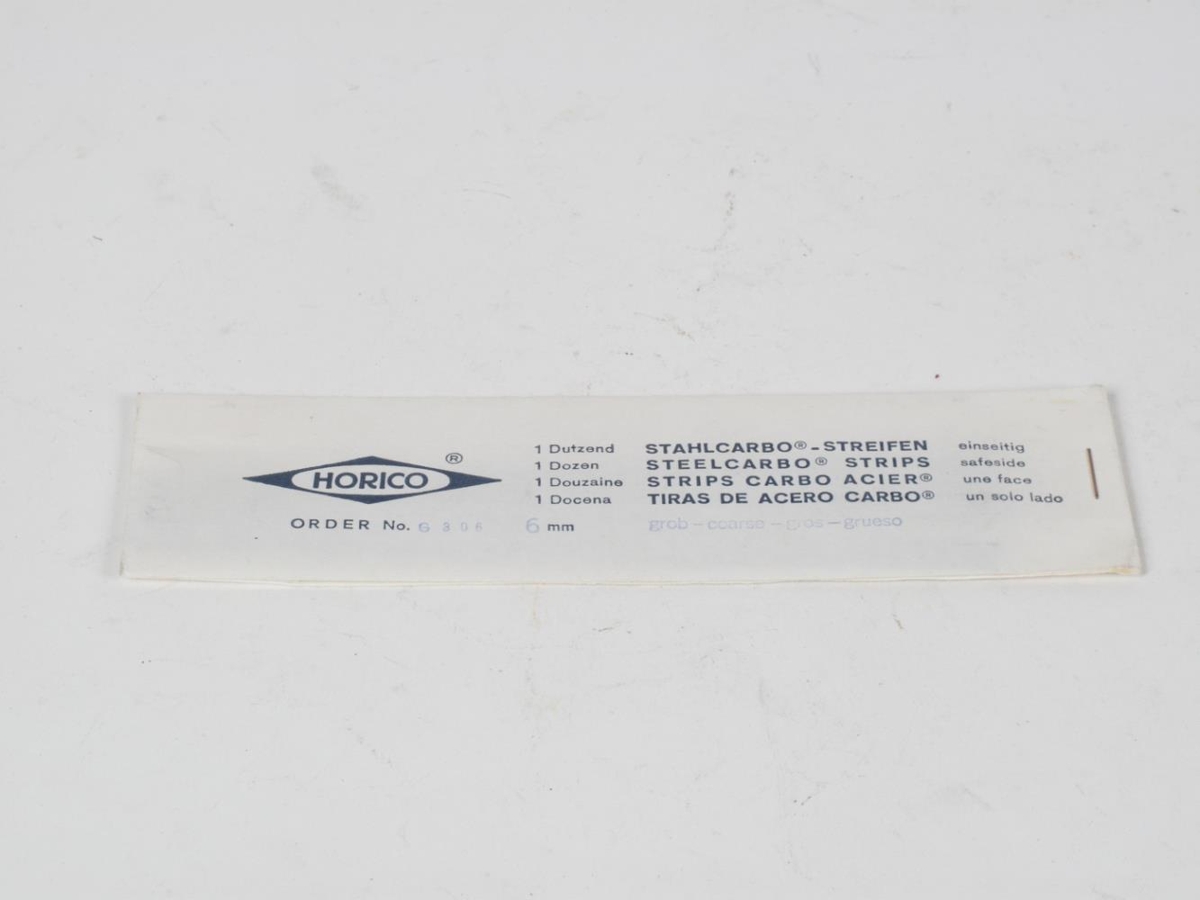 HORICO ®
1 Dutzend STAHLCARBO®-STREIFEN einseitig
1 Dozen STEELCARBO® STRIPS safeside
1 Douzaine STRIPS CARBO ACIER® une face
1 Docena TIRAS DE ACERO CARBO® un solo lado
ORDER No. 6 mm grob – coarse – gros – grueso